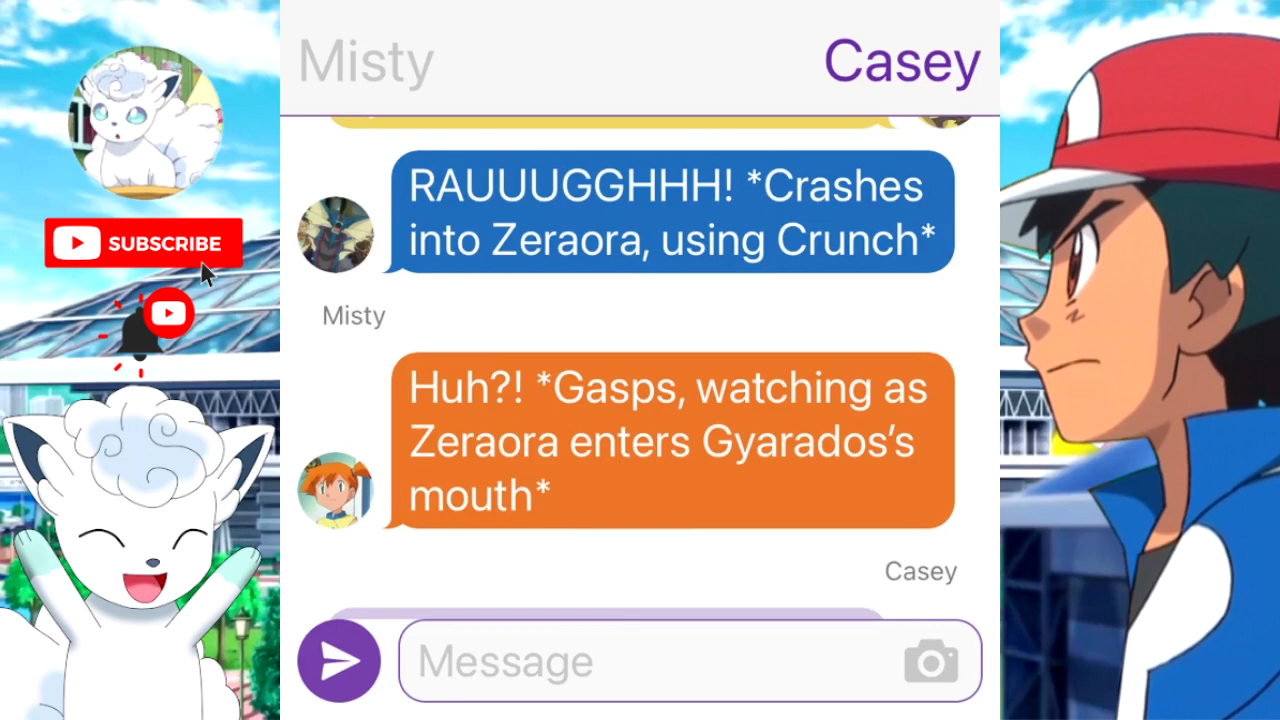 Misty
Casey
SUBSCRIBE
RAUUUGGHHH! *Crashes
into Zeraora, using Crunch*
Misty
Huh?! *Gasps, watching as
Zeraora enters Gyarados’s
mouth*
Casey
Message